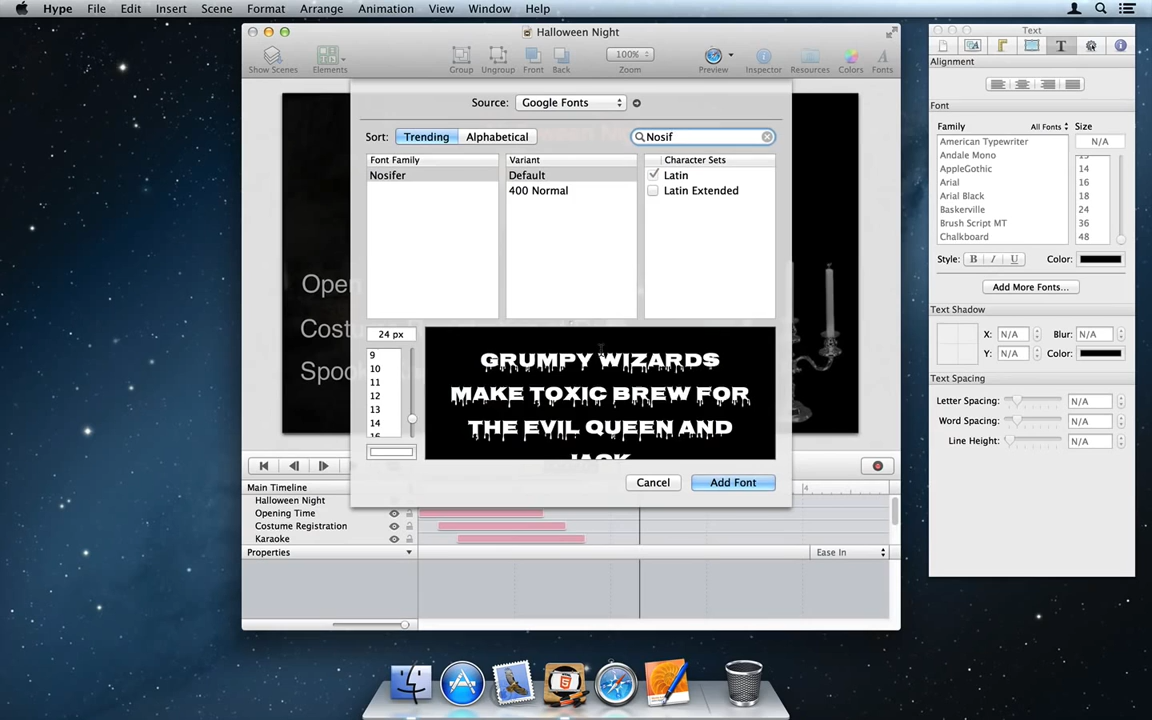 Hype File Edit Insert Scene Format Arrange Animation View Window Help
Halloween Night
Text
Show Scenes Elements Group Ungroup Front Back 100% Zoom Preview Inspector Resources Colors Fonts
Source: Google Fonts
Sort: Trending Alphabetical Nosif
Font Family Variant Character Sets
Nosifer Default Latin
400 Normal Latin Extended
Open
Costu
Spook
24 px
9
10
11
12
13
14
16
GRUMPY WIZARDS
MAKE TOXIC BREW FOR
THE EVIL QUEEN AND
JACK
Cancel Add Font
Main Timeline 4
Halloween Night
Opening Time
Costume Registration
Karaoke
Properties Ease In
Alignment
Font
Family All Fonts Size
American Typewriter N/A
Andale Mono 13
AppleGothic 14
Arial 16
Arial Black 18
Baskerville 24
Brush Script MT 36
Chalkboard 48
Style: B I U Color:
Add More Fonts...
Text Shadow
X: N/A Blur: N/A
Y: N/A Color:
Text Spacing
Letter Spacing: N/A
Word Spacing: N/A
Line Height: N/A